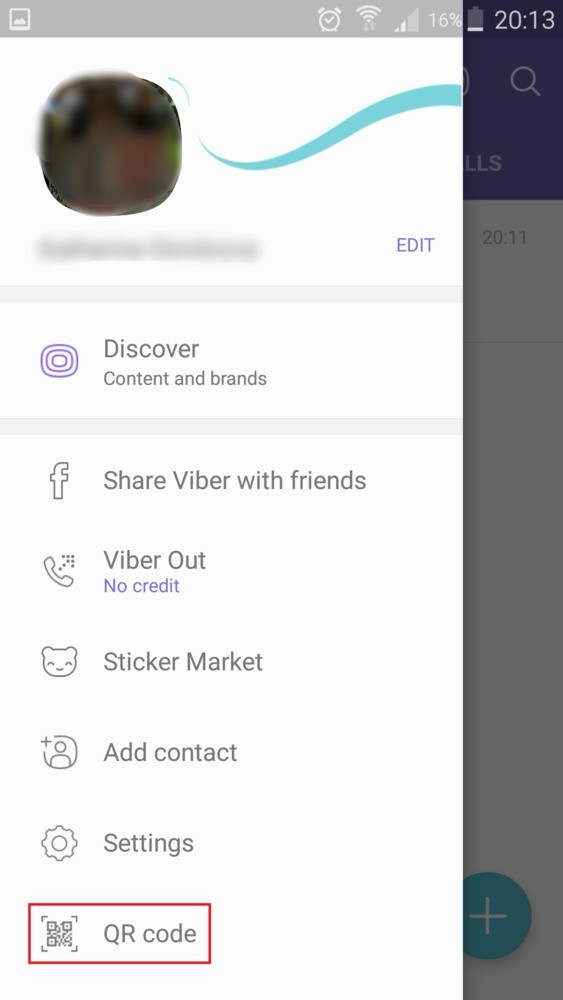 16% 20:13
LLS
EDIT
20:11
Discover
Content and brands
Share Viber with friends
Viber Out
No credit
Sticker Market
Add contact
Settings
QR code